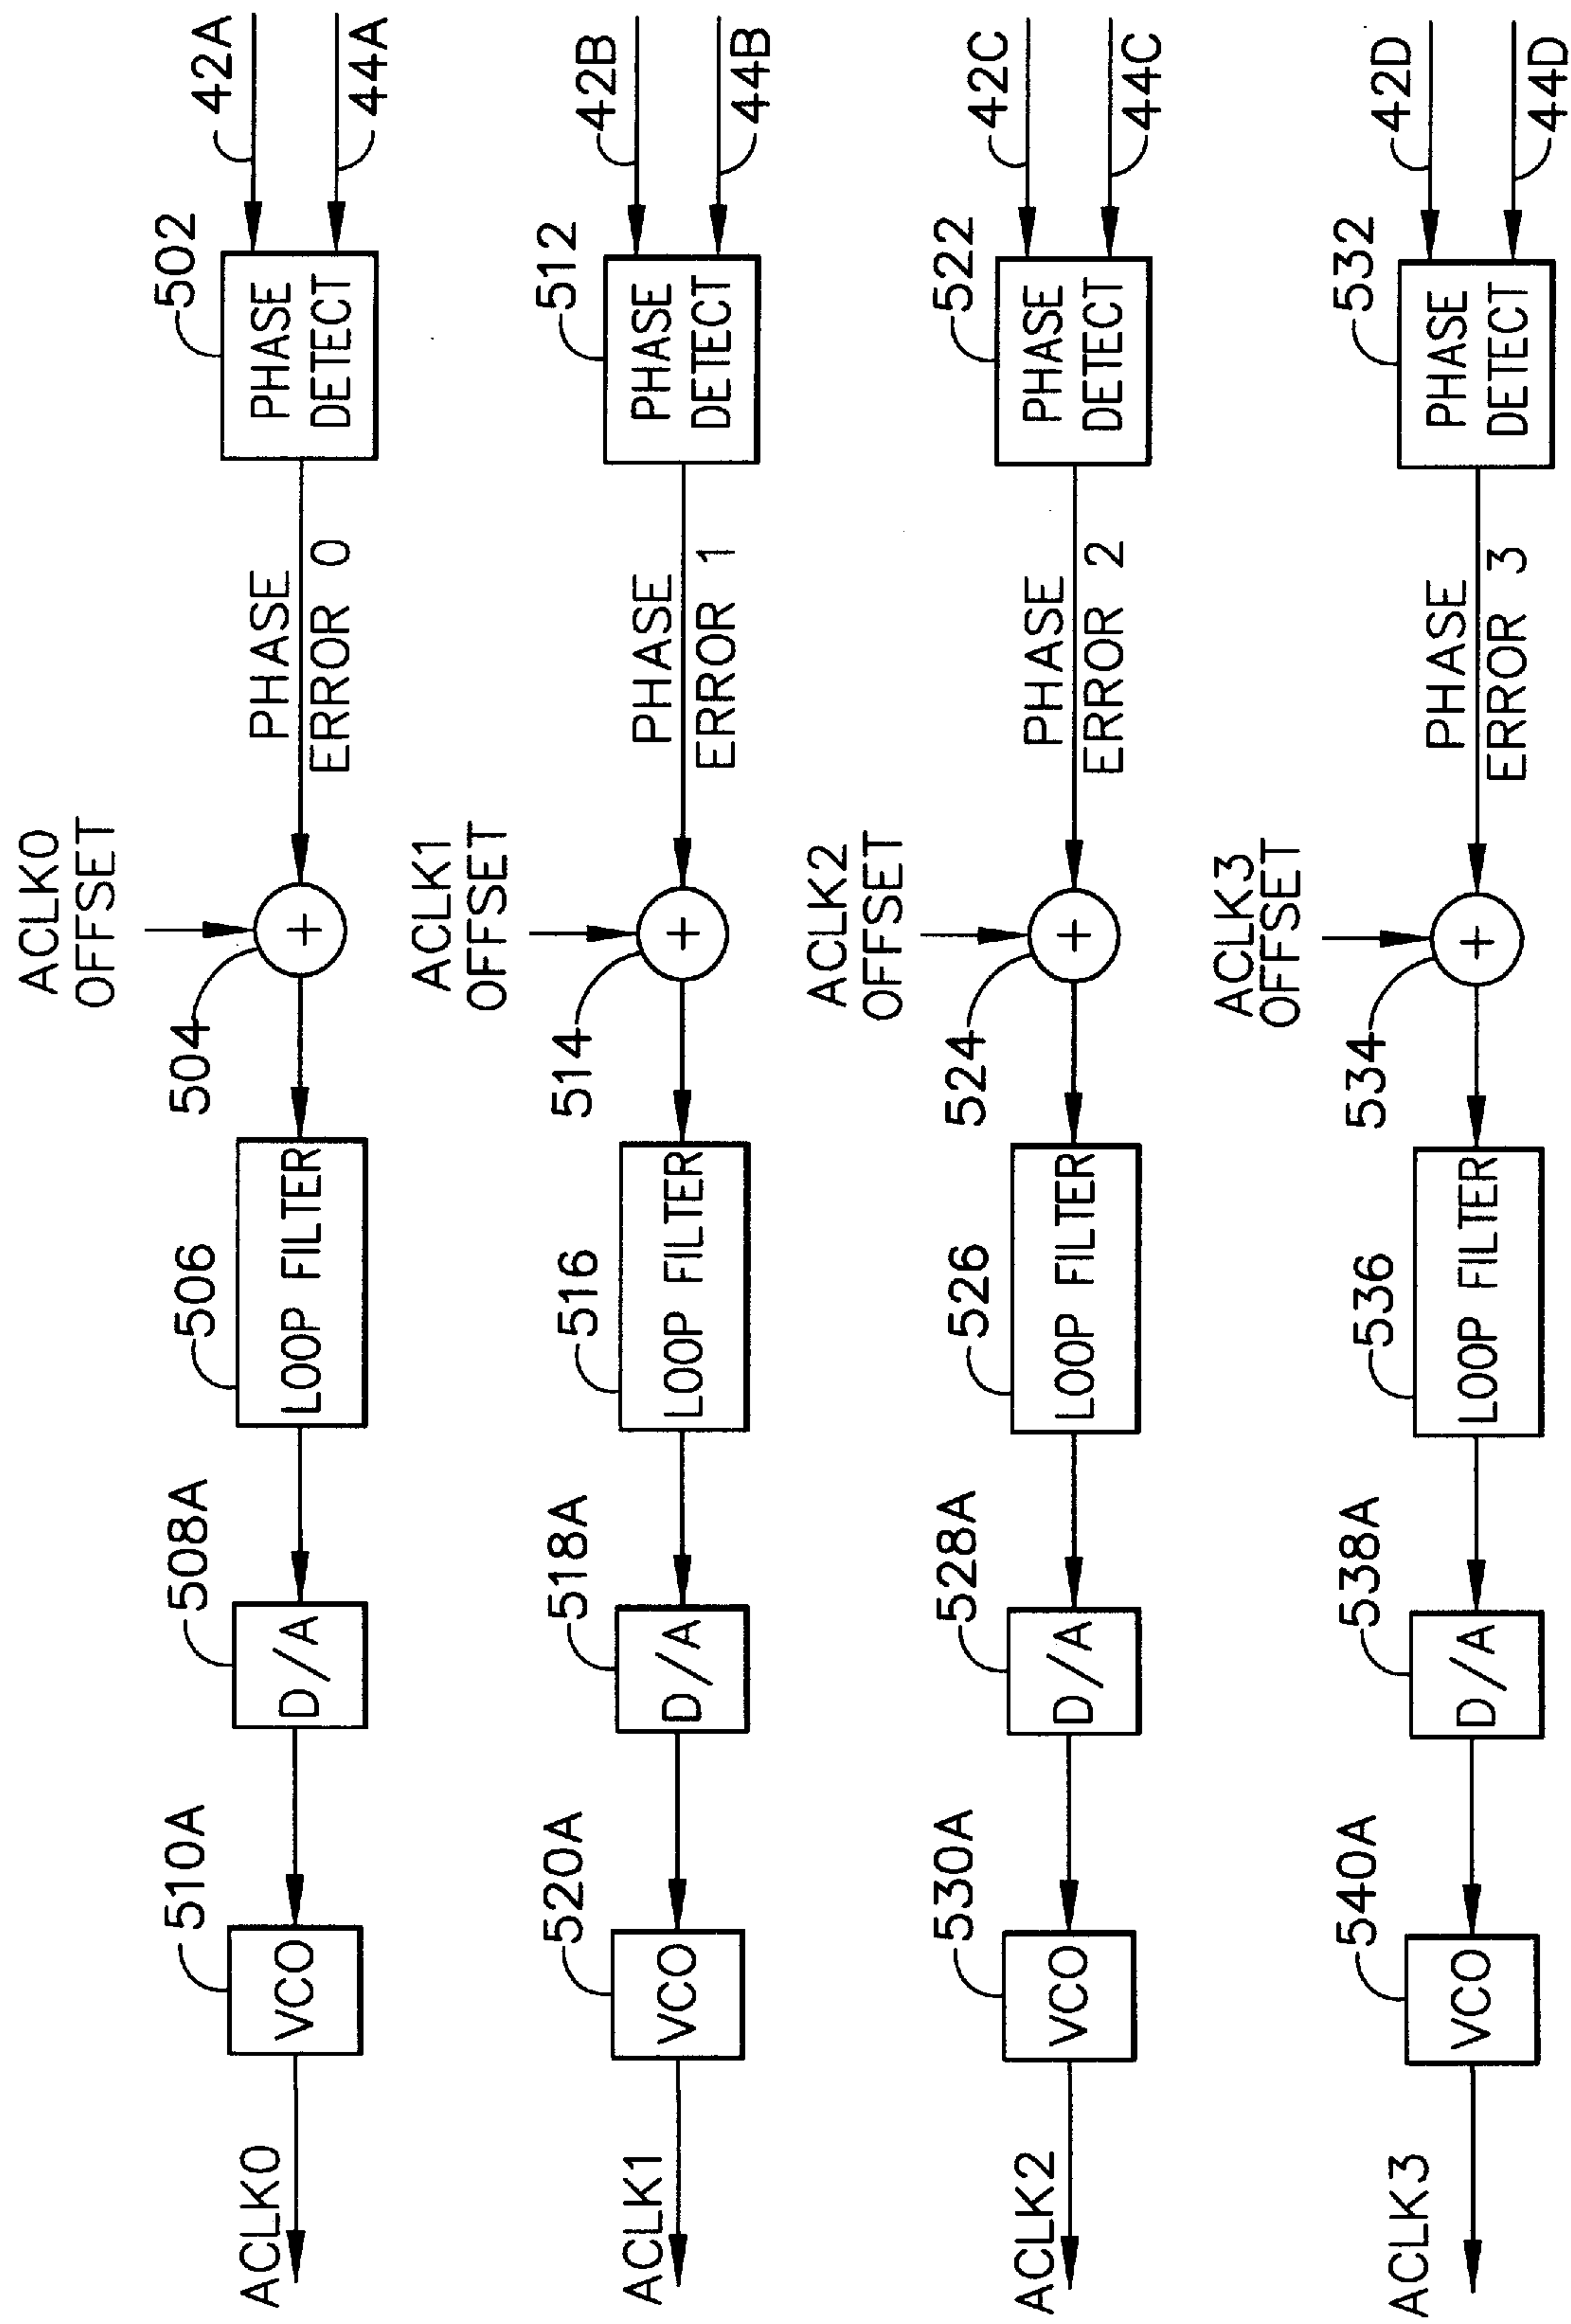 42A
44A
502
PHASE
DETECT
PHASE
ERROR 0
ACLK0
OFFSET
+
504
506
LOOP FILTER
508A
D/A
510A
VCO
ACLK0
42B
44B
512
PHASE
DETECT
PHASE
ERROR 1
ACLK1
OFFSET
+
514
516
LOOP FILTER
518A
D/A
520A
VCO
ACLK1
42C
44C
522
PHASE
DETECT
PHASE
ERROR 2
ACLK2
OFFSET
+
524
526
LOOP FILTER
528A
D/A
530A
VCO
ACLK2
42D
44D
532
PHASE
DETECT
PHASE
ERROR 3
ACLK3
OFFSET
+
534
536
LOOP FILTER
538A
D/A
540A
VCO
ACLK3